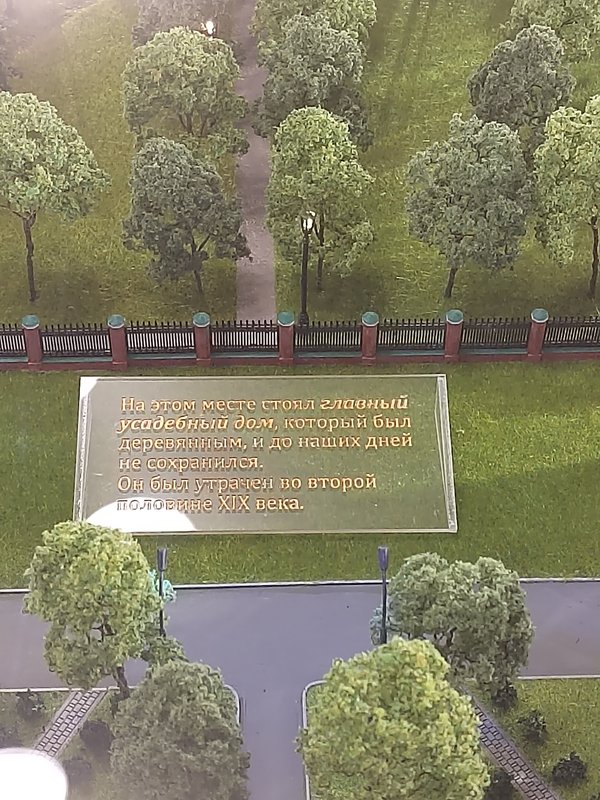 На этом месте стоял главный
усадебный дом, который был
деревянным, и до наших дней
не сохранился.
Он был утрачен во второй
половине XIX века.